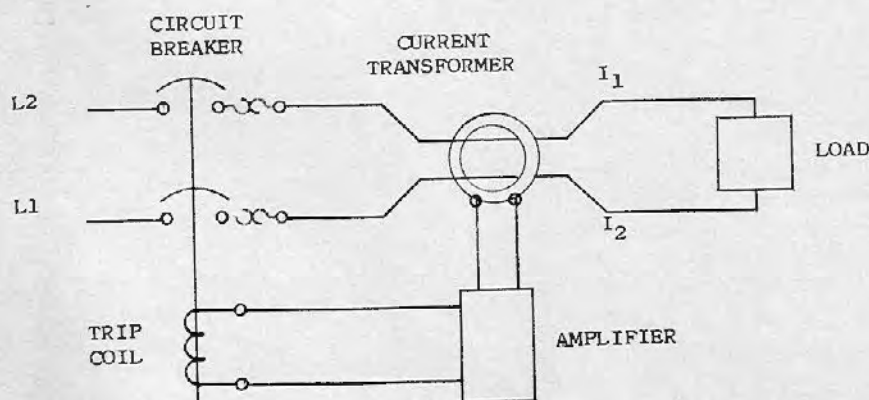 CIRCUIT
BREAKER
CURRENT
TRANSFORMER
I1
L2
LOAD
L1
I2
TRIP
COIL
AMPLIFIER